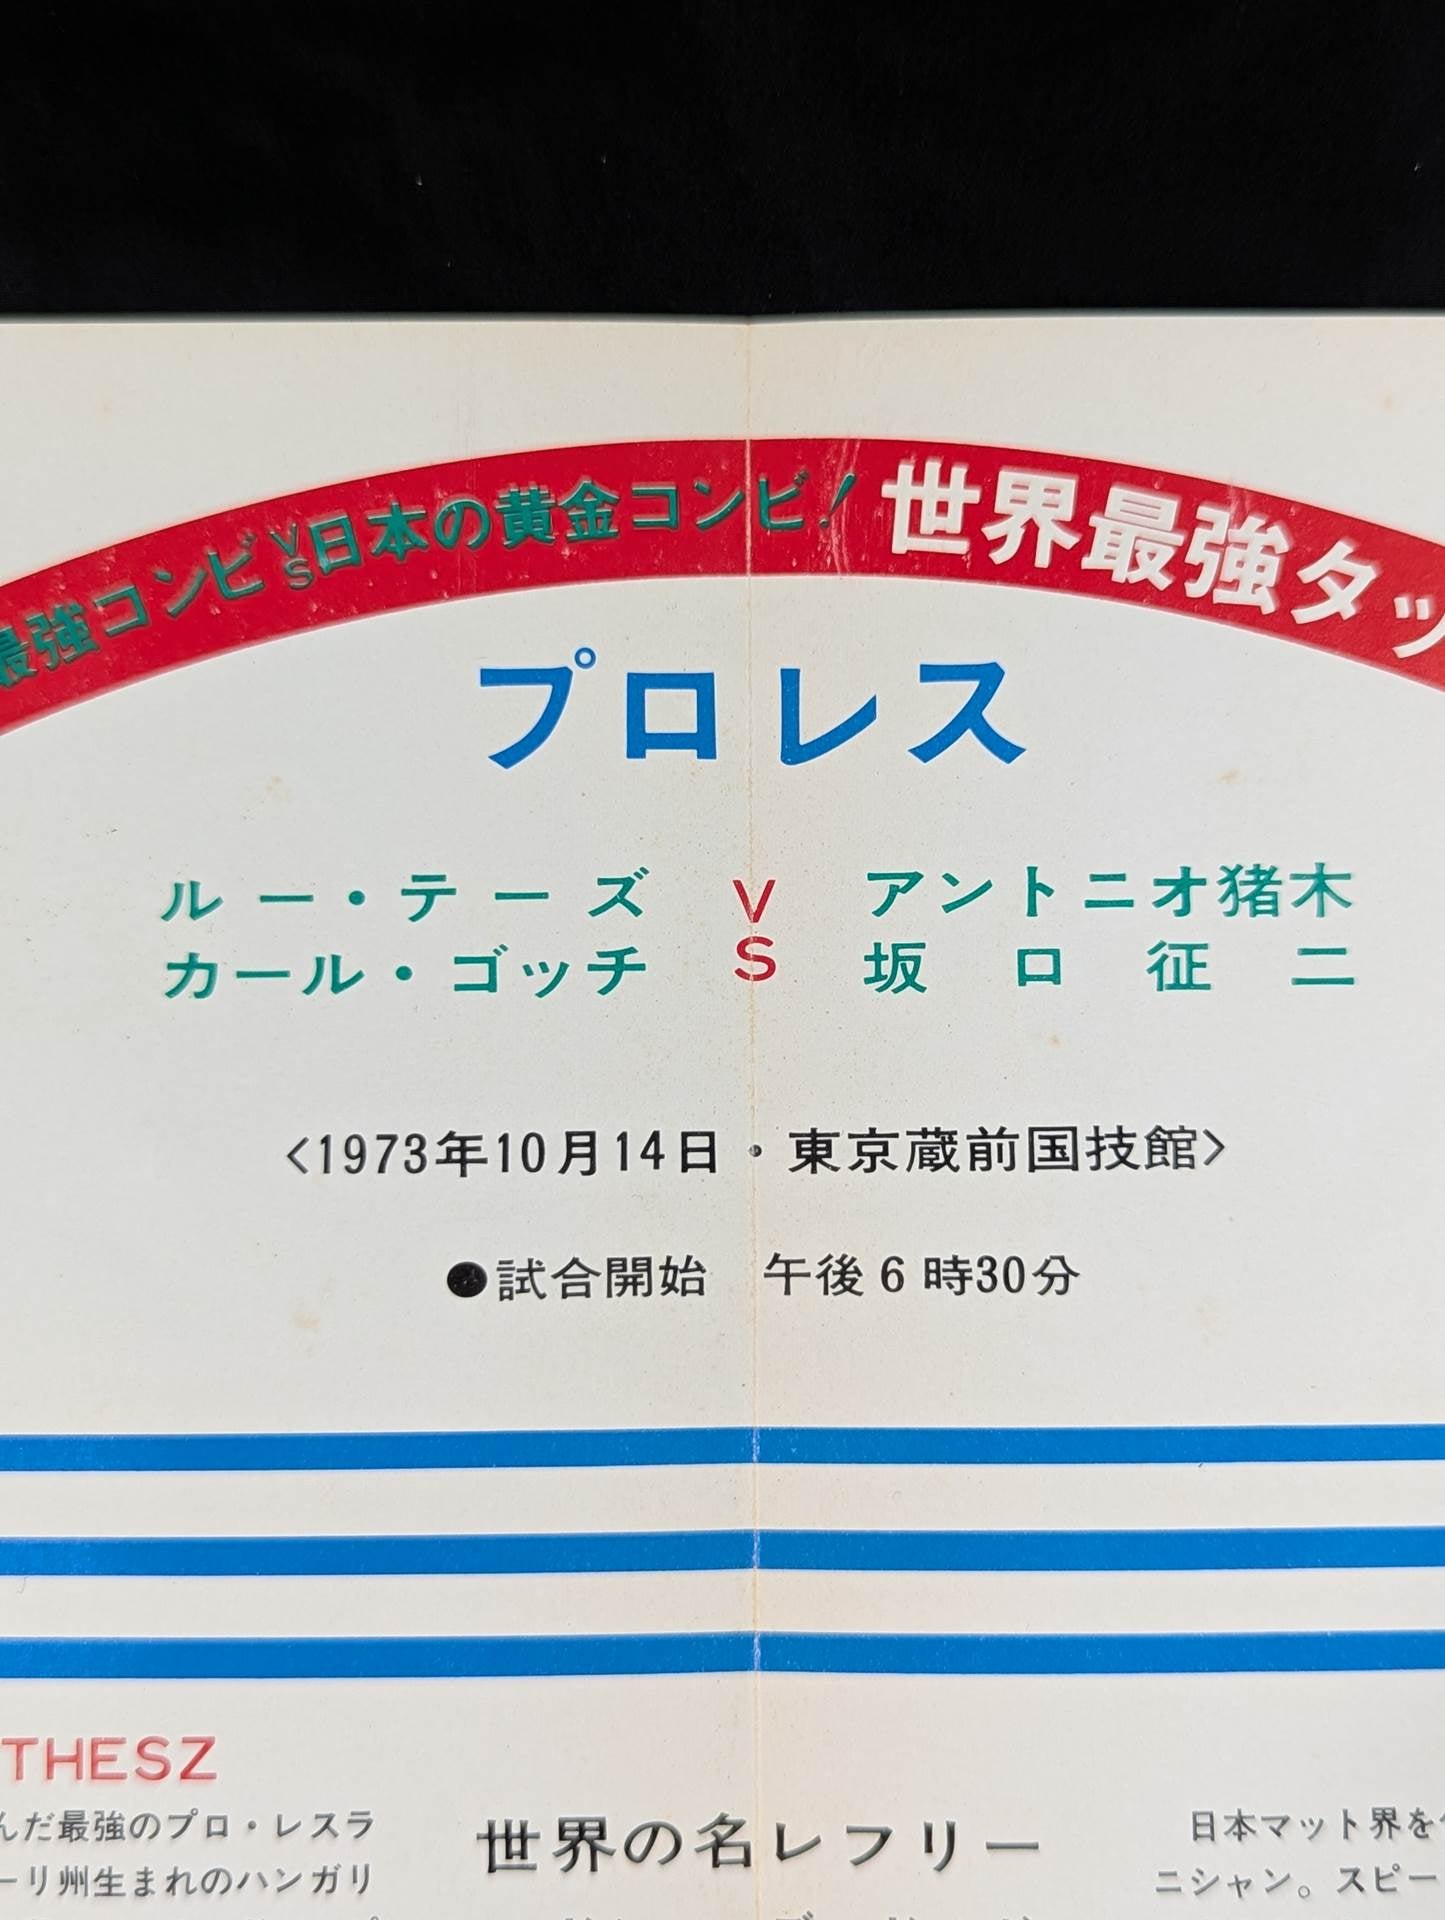 最強コンビVS日本の黄金コンビ！世界最強タッ
プロレス
ルー・テーズ VS アントニオ猪木
カール・ゴッチ 坂口征二
<1973年10月14日・東京蔵前国技館>
●試合開始 午後6時30分
THESZ
んだ最強のプロ・レスラ
ーリ州生まれのハンガリ
世界の名レフリー
日本マット界を
ニシャン。スピー